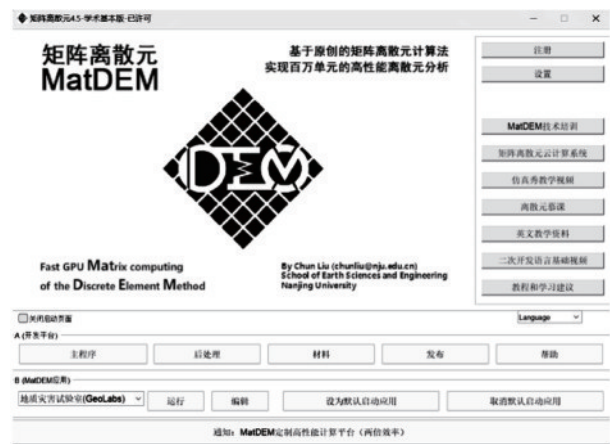 矩阵离散元4.5-学术基本版-已许可
矩阵离散元
MatDEM
基于原创的矩阵离散元计算法
实现百万单元的高性能离散元分析
DEM
Fast GPU Matrix computing
of the Discrete Element Method
By Chun Liu (chunliu@nju.edu.cn)
School of Earth Sciences and Engineering
Nanjing University
注册
设置
MatDEM技术培训
矩阵离散元云计算系统
仿真秀教学视频
离散元慕课
英文教学资料
二次开发语言基础视频
教程和学习建议
关闭启动页面
Language
A (开发平台)
主程序
后处理
材料
发布
帮助
B (MatDEM应用)
地质灾害试验室(GeoLabs)
运行
编辑
设为默认启动应用
取消默认启动应用
通知：MatDEM定制高性能计算平台（两倍效率）